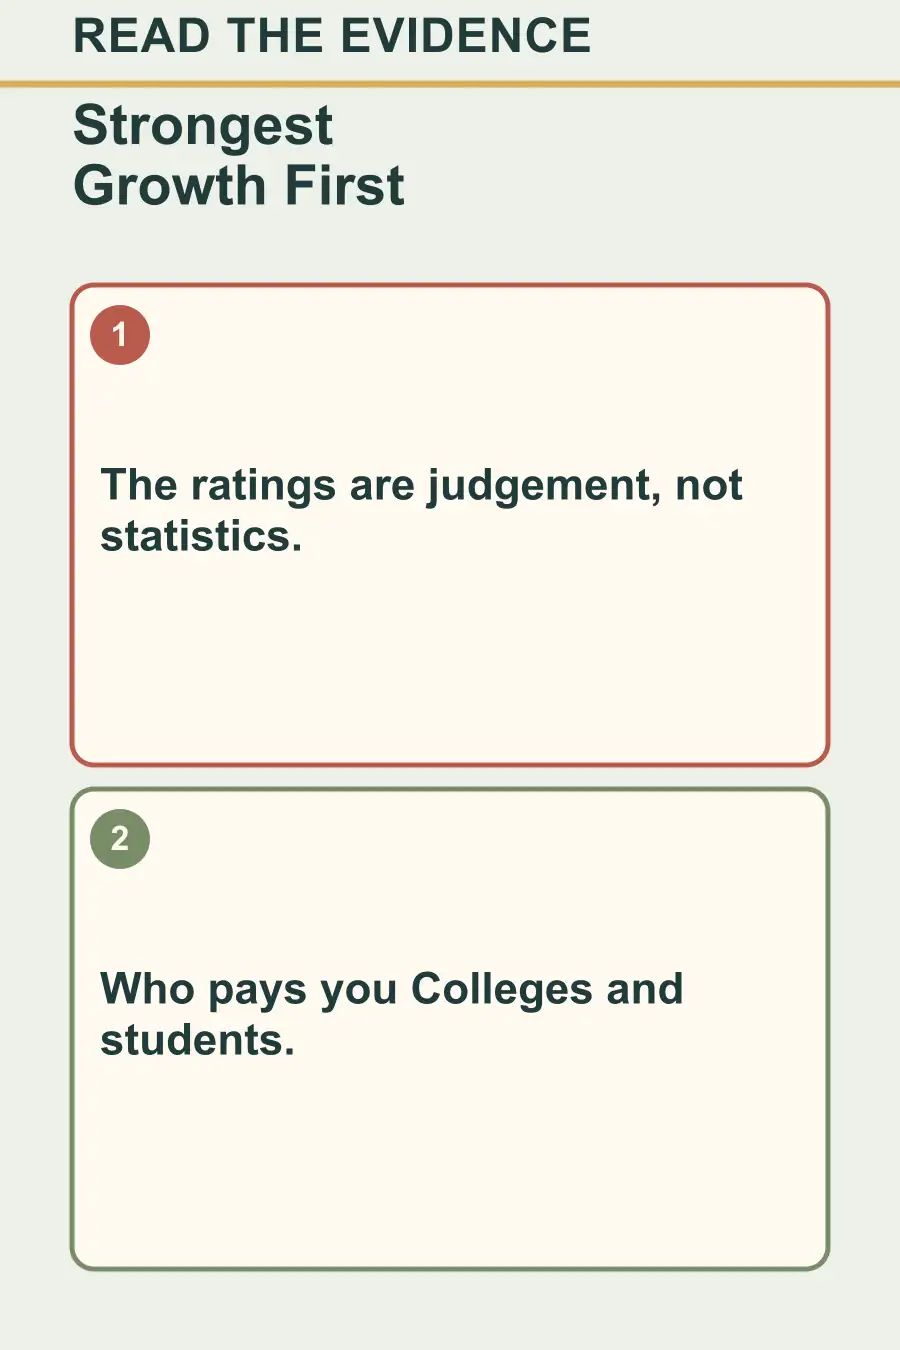 READ THE EVIDENCE
Strongest
Growth First
1
The ratings are judgement, not
statistics.
2
Who pays you Colleges and
students.